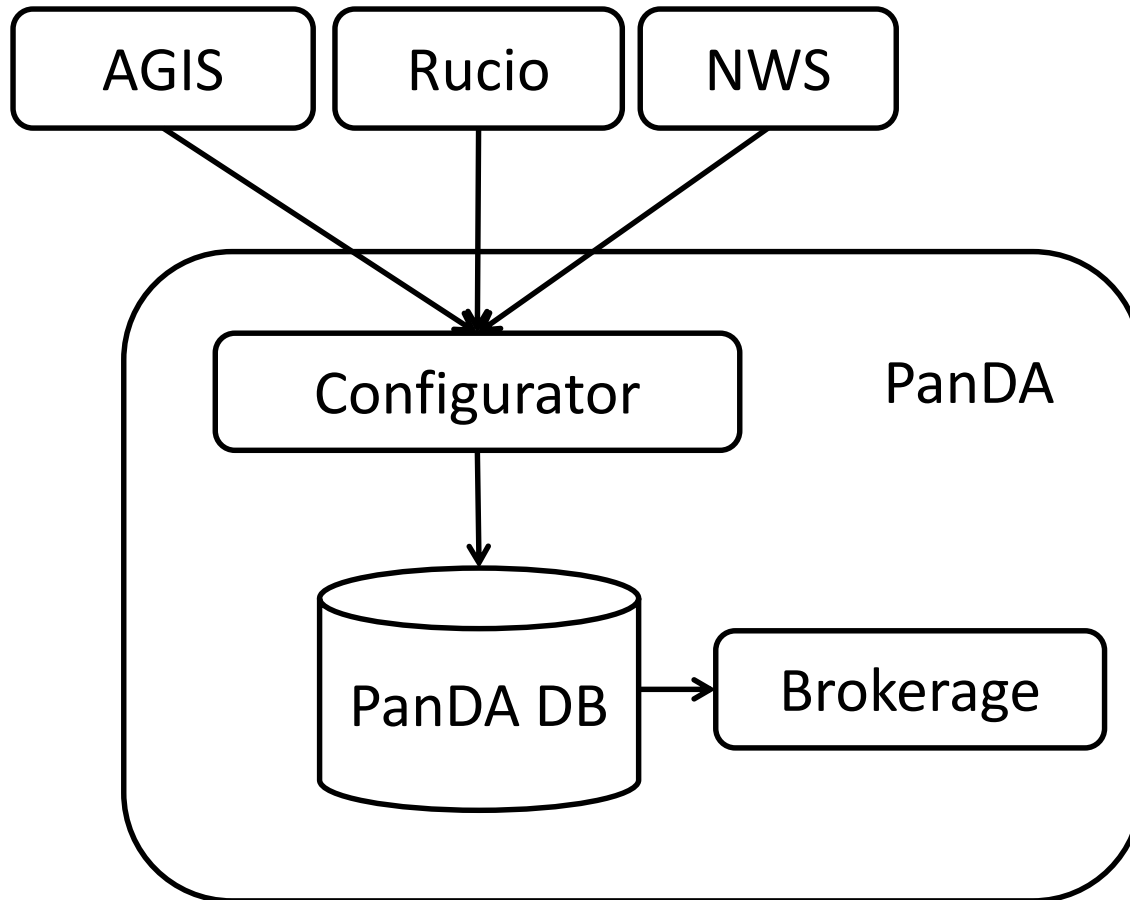 AGIS
Rucio
NWS
Configurator
PanDA
PanDA DB
Brokerage